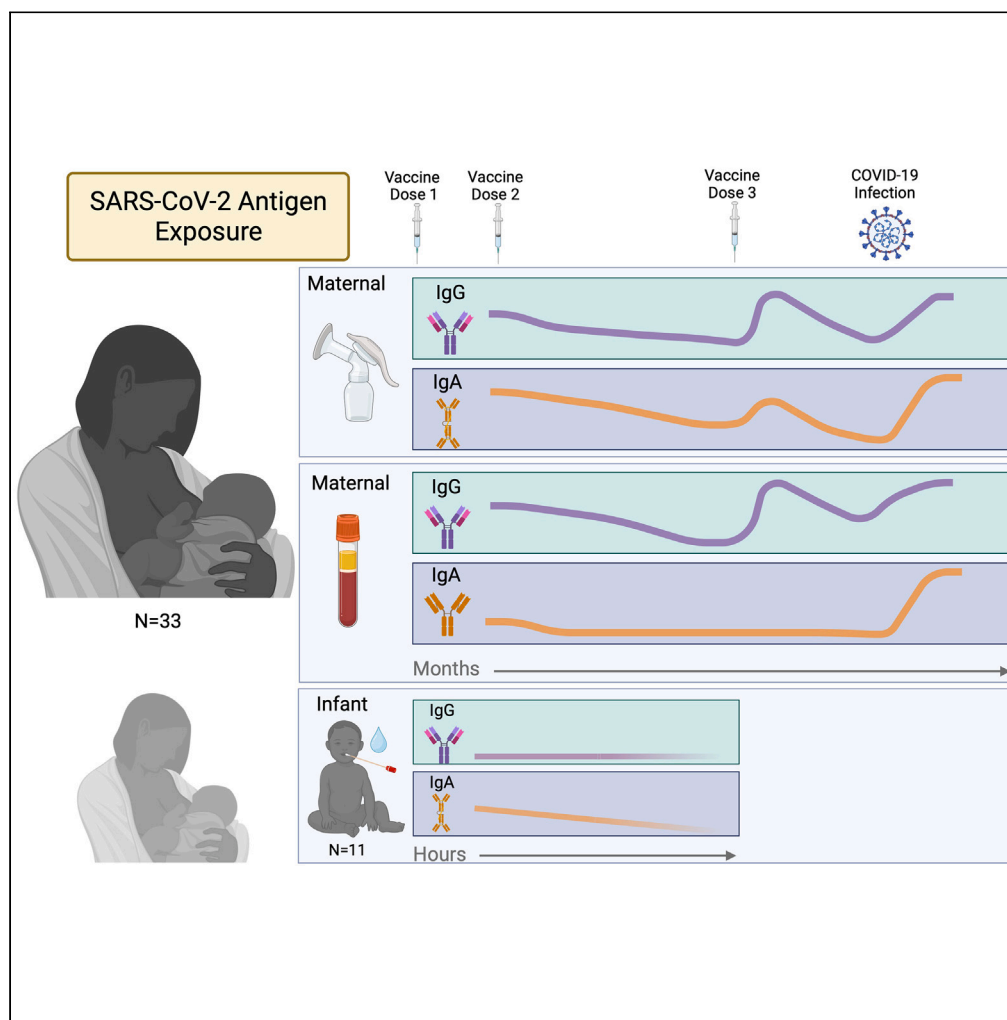 SARS-CoV-2 Antigen
Exposure
Vaccine
Dose 1
Vaccine
Dose 2
Vaccine
Dose 3
COVID-19
Infection
Maternal
IgG
IgA
Maternal
IgG
IgA
Months
N=33
Infant
IgG
IgA
N=11
Hours